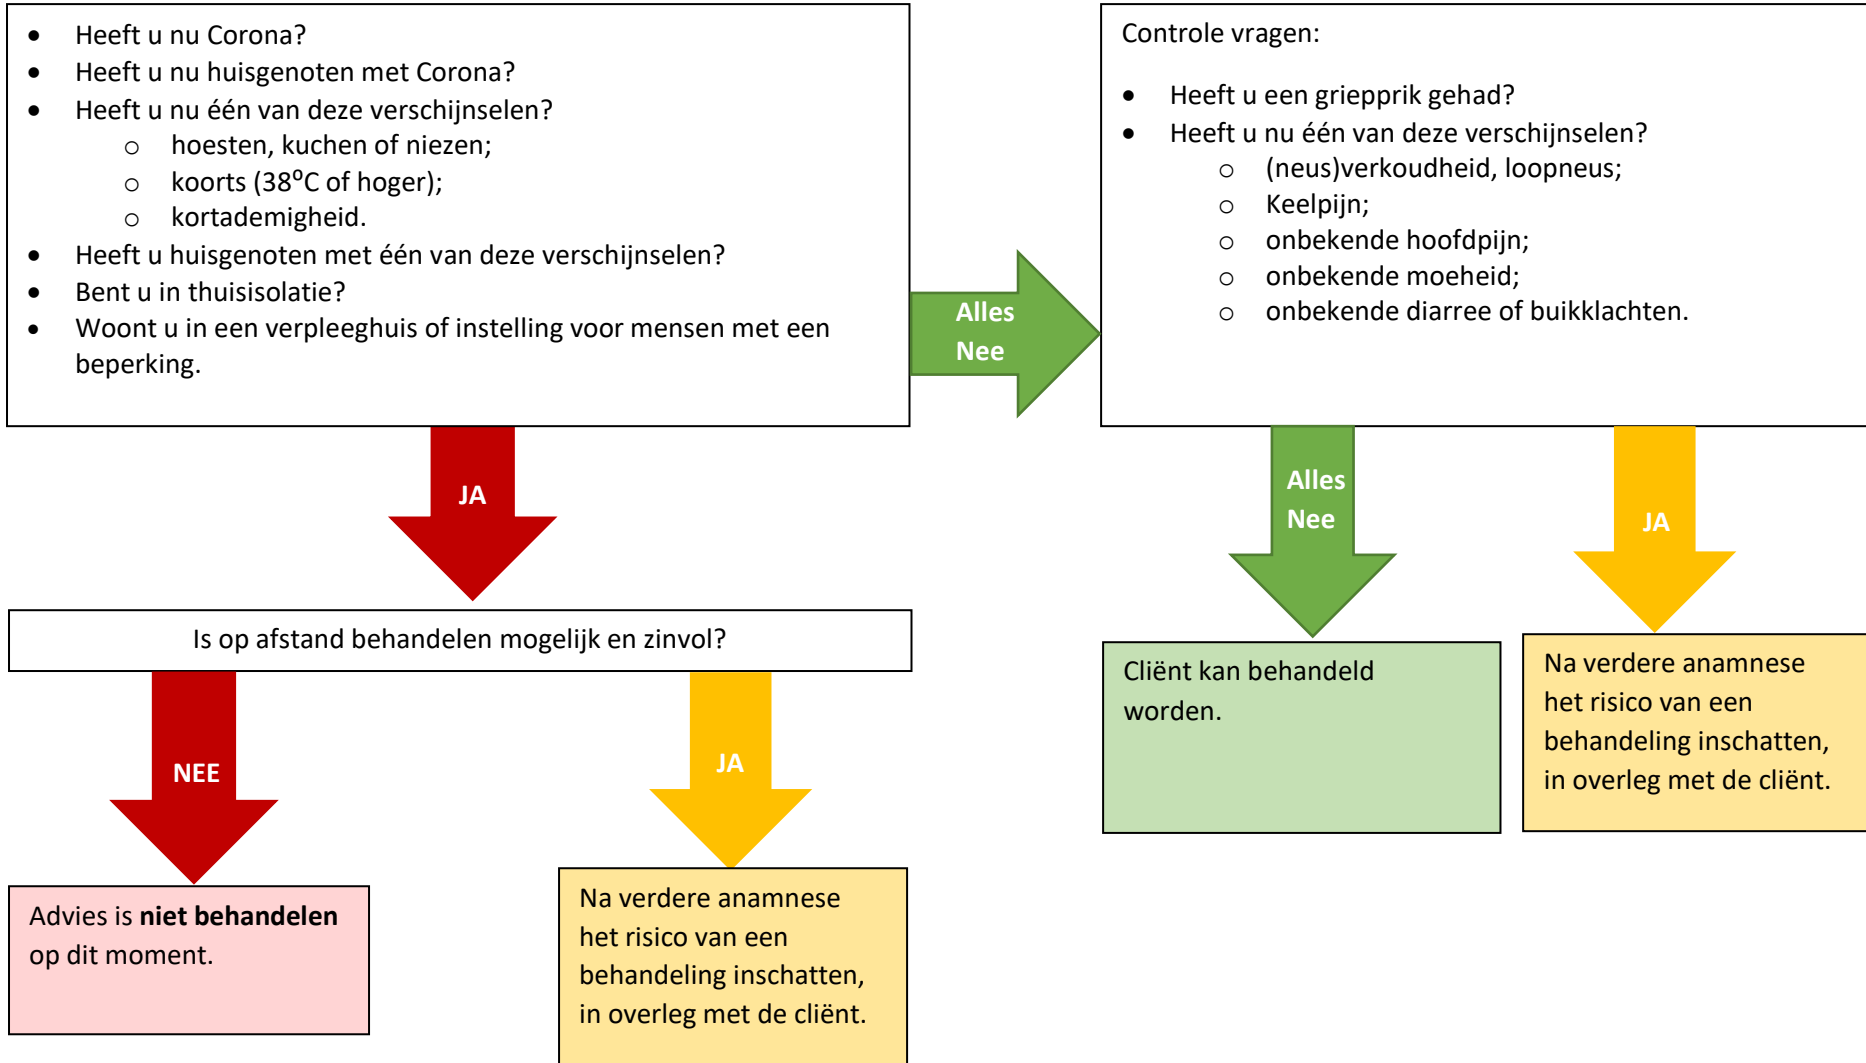 • Heeft u nu Corona?
• Heeft u nu huisgenoten met Corona?
• Heeft u nu één van deze verschijnselen?
o hoesten, kuchen of niezen;
o koorts (38⁰C of hoger);
o kortademigheid.
• Heeft u huisgenoten met één van deze verschijnselen?
• Bent u in thuisisolatie?
• Woont u in een verpleeghuis of instelling voor mensen met een
beperking.
Alles
Nee
Controle vragen:
• Heeft u een griepprik gehad?
• Heeft u nu één van deze verschijnselen?
o (neus)verkoudheid, loopneus;
o Keelpijn;
o onbekende hoofdpijn;
o onbekende moeheid;
o onbekende diarree of buikklachten.
JA
Alles
Nee
JA
Is op afstand behandelen mogelijk en zinvol?
NEE
JA
Cliënt kan behandeld
worden.
Na verdere anamnese
het risico van een
behandeling inschatten,
in overleg met de cliënt.
Advies is niet behandelen
op dit moment.
Na verdere anamnese
het risico van een
behandeling inschatten,
in overleg met de cliënt.